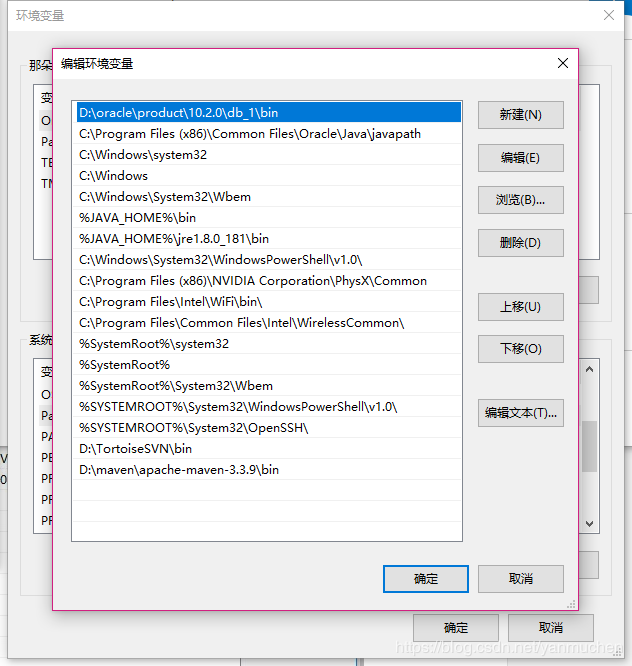 环境变量
编辑环境变量
D:\oracle\product\10.2.0\db_1\bin
C:\Program Files (x86)\Common Files\Oracle\Java\javapath
C:\Windows\system32
C:\Windows
C:\Windows\System32\Wbem
%JAVA_HOME%\bin
%JAVA_HOME%\jre1.8.0_181\bin
C:\Windows\System32\WindowsPowerShell\v1.0\
C:\Program Files (x86)\NVIDIA Corporation\PhysX\Common
C:\Program Files\Intel\WiFi\bin\
C:\Program Files\Common Files\Intel\WirelessCommon\
%SystemRoot%\system32
%SystemRoot%
%SystemRoot%\System32\Wbem
%SYSTEMROOT%\System32\WindowsPowerShell\v1.0\
%SYSTEMROOT%\System32\OpenSSH\
D:\TortoiseSVN\bin
D:\maven\apache-maven-3.3.9\bin
新建(N)
编辑(E)
浏览(B)...
删除(D)
上移(U)
下移(O)
编辑文本(T)...
确定
取消
那朵
变
O
Pa
TE
TM
系统
变
O
Pa
PA
PE
PF
PF
PF
确定
取消
https://blog.csdn.net/yanmuchen